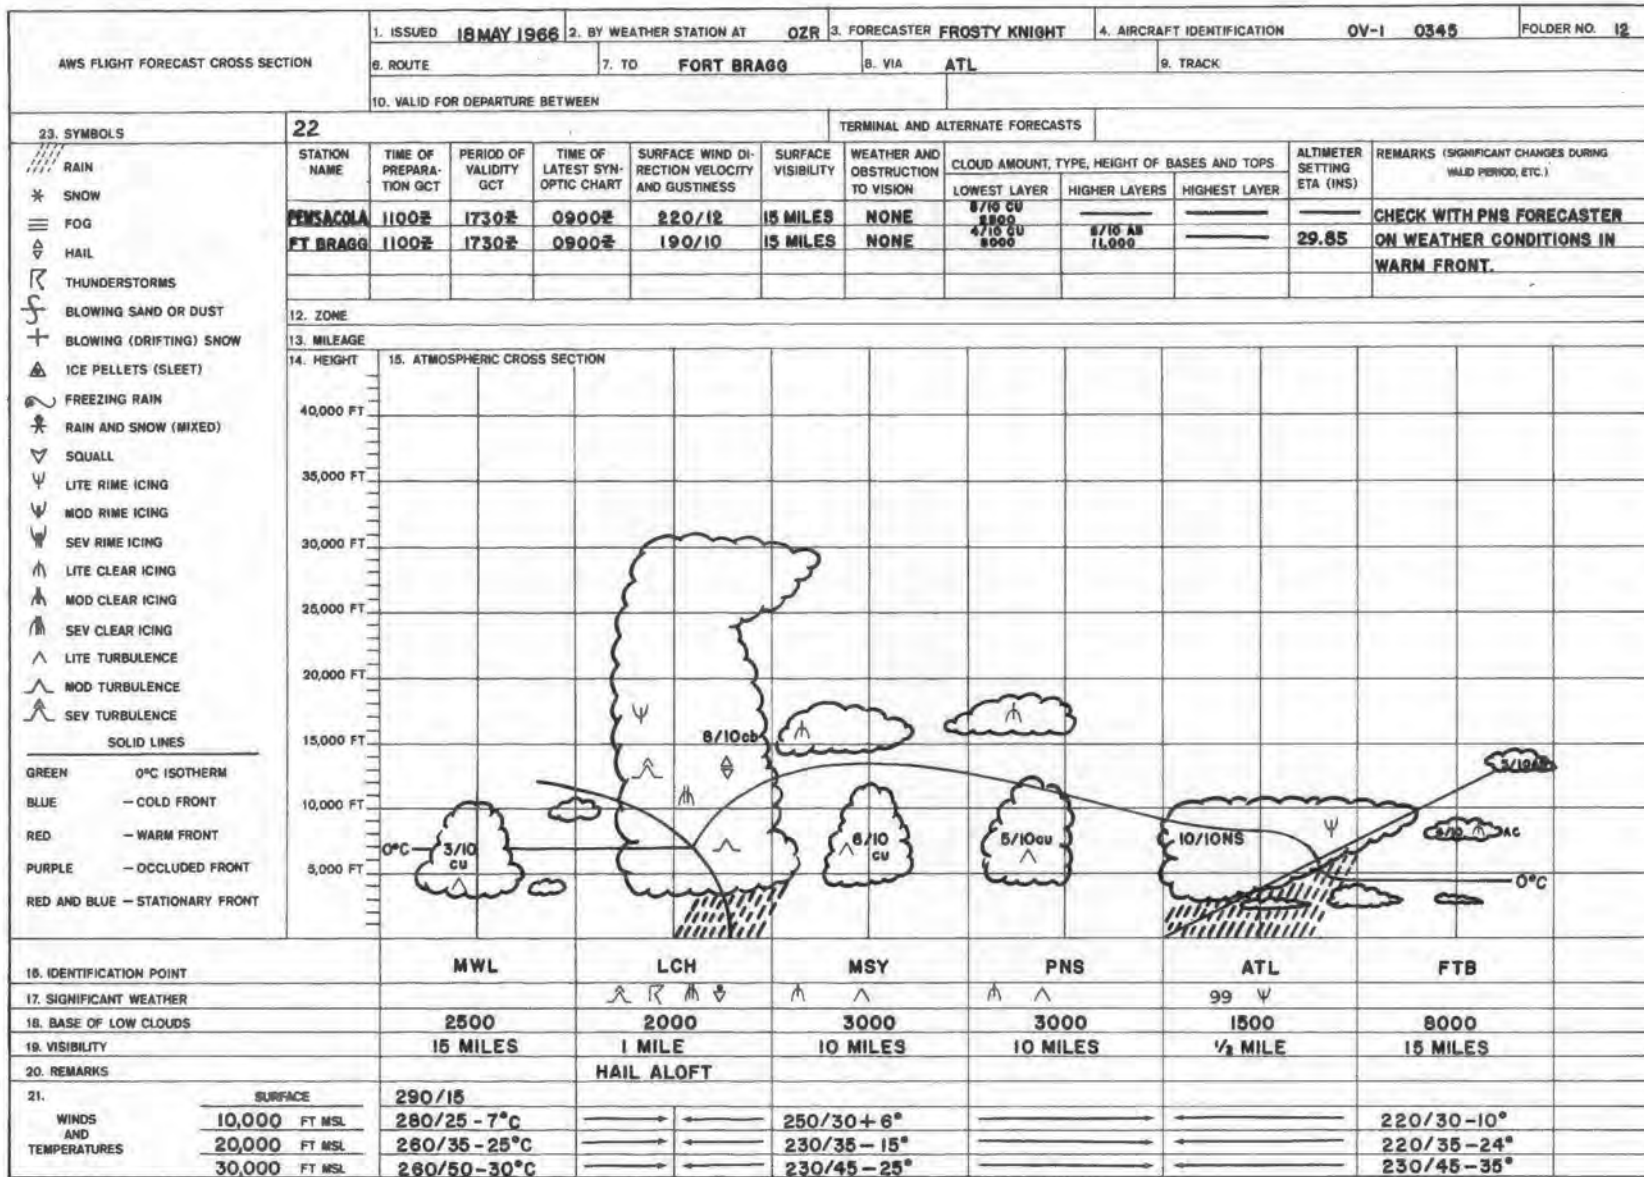 AWS FLIGHT FORECAST CROSS SECTION
1. ISSUED 18 MAY 1966
2. BY WEATHER STATION AT OZR
3. FORECASTER FROSTY KNIGHT
4. AIRCRAFT IDENTIFICATION OV-1 0345
FOLDER NO. 12
6. ROUTE
7. TO FORT BRAGG
8. VIA ATL
9. TRACK
10. VALID FOR DEPARTURE BETWEEN
22
TERMINAL AND ALTERNATE FORECASTS
STATION NAME
TIME OF PREPARA-TION GCT
PERIOD OF VALIDITY GCT
TIME OF LATEST SYN-OPTIC CHART
SURFACE WIND DI-RECTION VELOCITY AND GUSTINESS
SURFACE VISIBILITY
WEATHER AND OBSTRUCTION TO VISION
CLOUD AMOUNT, TYPE, HEIGHT OF BASES AND TOPS
LOWEST LAYER HIGHER LAYERS HIGHEST LAYER
ALTIMETER SETTING ETA (INS)
REMARKS (SIGNIFICANT CHANGES DURING VALID PERIOD, ETC.)
PENSACOLA 1100Z 1730Z 0900Z 220/12 15 MILES NONE CHECK WITH PNS FORECASTER
FT BRAGG 1100Z 1730Z 0900Z 190/10 15 MILES NONE 11,000 29.85 ON WEATHER CONDITIONS IN
WARM FRONT.
23. SYMBOLS
RAIN
SNOW
FOG
HAIL
THUNDERSTORMS
BLOWING SAND OR DUST
BLOWING (DRIFTING) SNOW
ICE PELLETS (SLEET)
FREEZING RAIN
RAIN AND SNOW (MIXED)
SQUALL
LITE RIME ICING
MOD RIME ICING
SEV RIME ICING
LITE CLEAR ICING
MOD CLEAR ICING
SEV CLEAR ICING
LITE TURBULENCE
MOD TURBULENCE
SEV TURBULENCE
SOLID LINES
GREEN 0°C ISOTHERM
BLUE — COLD FRONT
RED — WARM FRONT
PURPLE — OCCLUDED FRONT
RED AND BLUE — STATIONARY FRONT
12. ZONE
13. MILEAGE
14. HEIGHT
15. ATMOSPHERIC CROSS SECTION
40,000 FT
35,000 FT
30,000 FT
25,000 FT
20,000 FT
15,000 FT
10,000 FT
5,000 FT
0°C
3/10 CU
8/10cb
6/10 cu
5/10cu
10/10NS
AC
0°C
16. IDENTIFICATION POINT MWL LCH MSY PNS ATL FTB
17. SIGNIFICANT WEATHER 99
18. BASE OF LOW CLOUDS 2500 2000 3000 3000 1500 8000
19. VISIBILITY 15 MILES 1 MILE 10 MILES 10 MILES ½ MILE 15 MILES
20. REMARKS HAIL ALOFT
21. WINDS AND TEMPERATURES
SURFACE 290/15
10,000 FT MSL 280/25-7°C 250/30+6° 220/30-10°
20,000 FT MSL 260/35-25°C 230/35-15° 220/35-24°
30,000 FT MSL 260/50-30°C 230/45-25° 230/45-35°